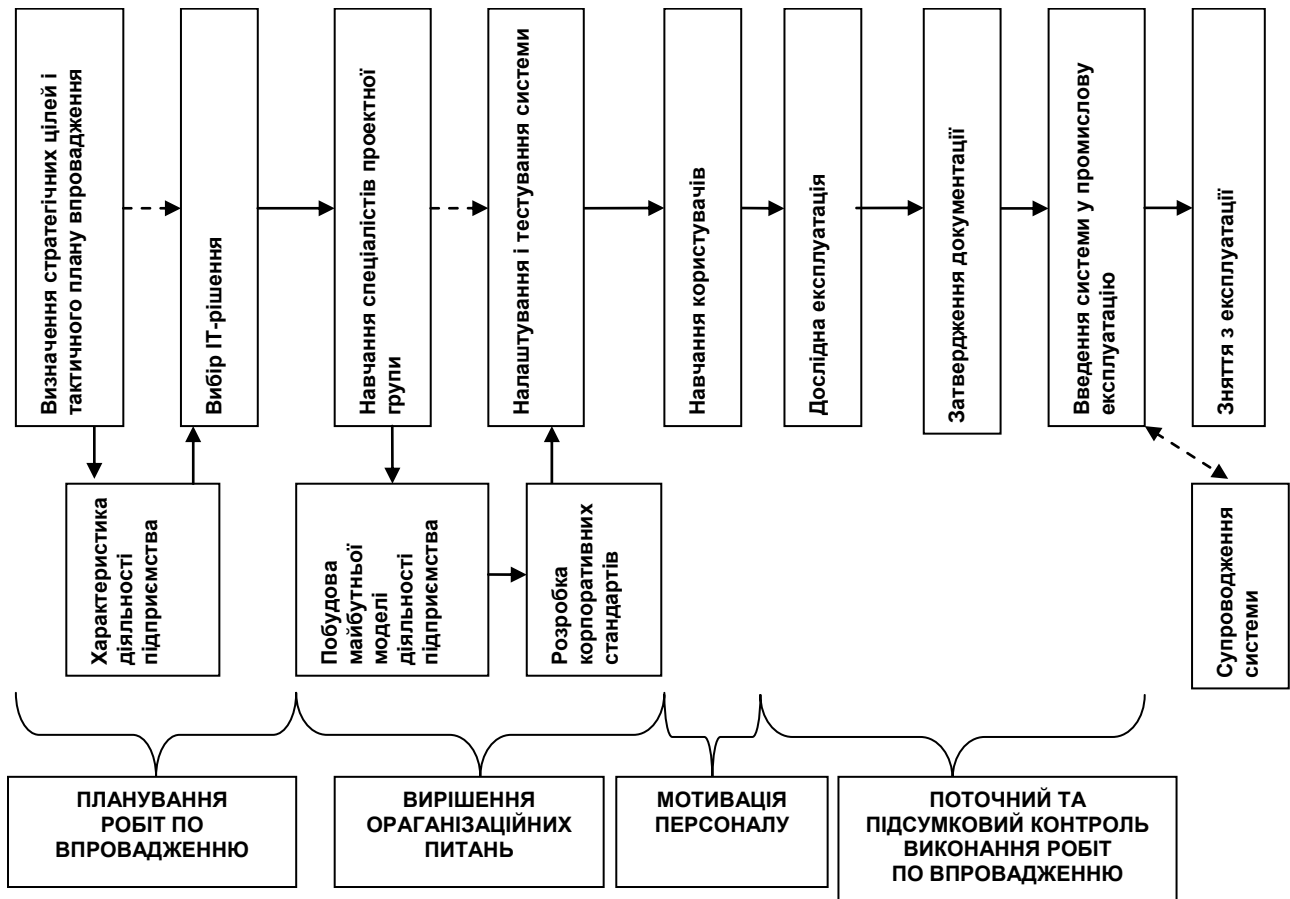 Визначення стратегічних цілей і
тактичного плану впровадження
Вибір ІТ-рішення
Навчання спеціалістів проектної
групи
Налаштування і тестування системи
Навчання користувачів
Дослідна експлуатація
Затвердження документації
Введення системи у промислову
експлуатацію
Зняття з експлуатації
Характеристика
діяльності
підприємства
Побудова
майбутньої
моделі
діяльності
підприємства
Розробка
корпоративних
стандартів
Супроводження
системи
ПЛАНУВАННЯ
РОБІТ ПО
ВПРОВАДЖЕННЮ
ВИРІШЕННЯ
ОРАГАНІЗАЦІЙНИХ
ПИТАНЬ
МОТИВАЦІЯ
ПЕРСОНАЛУ
ПОТОЧНИЙ ТА
ПІДСУМКОВИЙ КОНТРОЛЬ
ВИКОНАННЯ РОБІТ
ПО ВПРОВАДЖЕННЮ